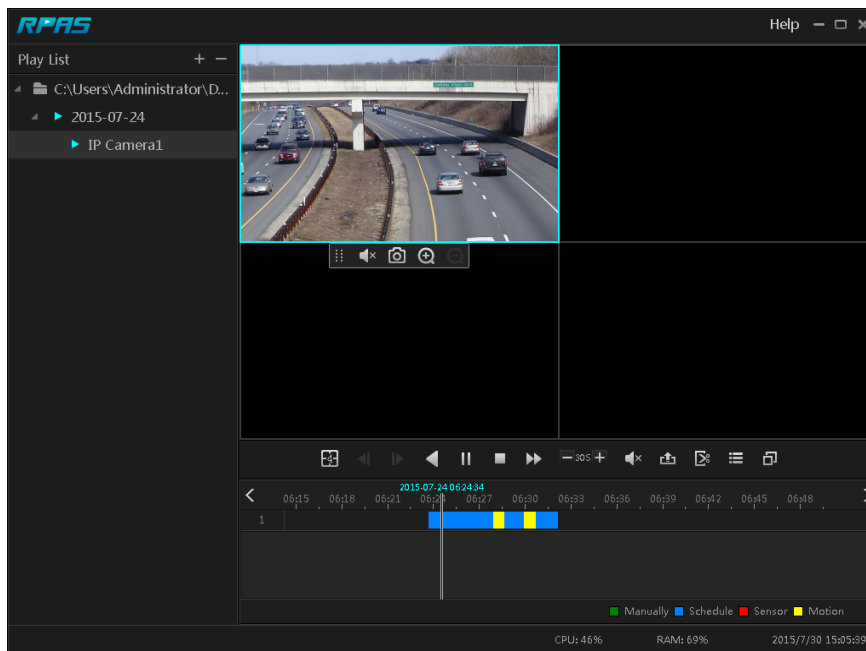 RPAS
Help
Play List + −
C:\Users\Administrator\D...
2015-07-24
IP Camera1
4
30S
2015-07-24 06:24:34
06:15 06:18 06:21 06:24 06:27 06:30 06:33 06:36 06:39 06:42 06:45 06:48
1
Manually Schedule Sensor Motion
CPU: 46% RAM: 69% 2015/7/30 15:05:39